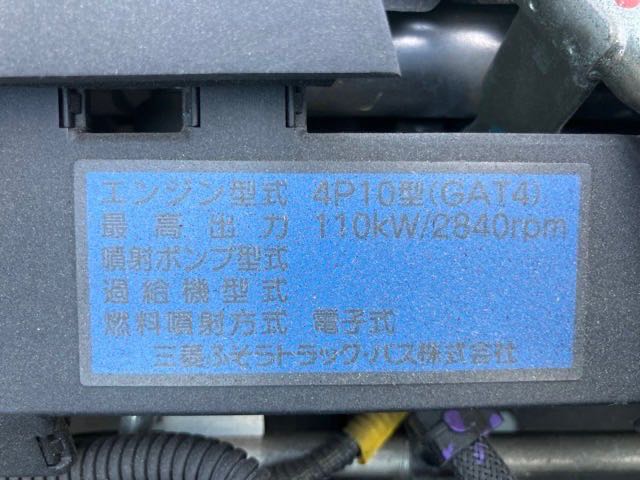 エンジン型式 4P10型(GAT4)
最高出力 110kW/2840rpm
噴射ポンプ型式
過給機型式
燃料噴射方式 電子式
三菱ふそうトラック・バス株式会社